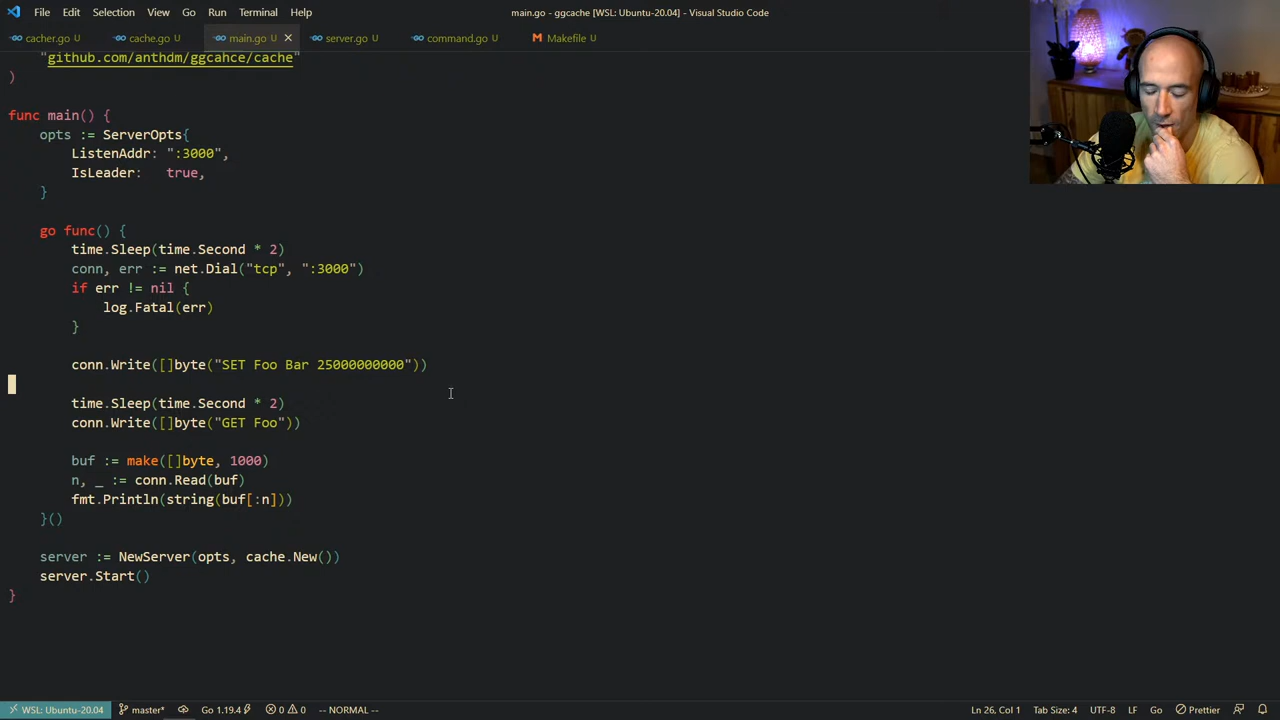 File Edit Selection View Go Run Terminal Help
main.go - ggcache [WSL: Ubuntu-20.04] - Visual Studio Code
cacher.go U cache.go U main.go U server.go U command.go U Makefile U
"github.com/anthdm/ggcahce/cache"
)
func main() {
opts := ServerOpts{
ListenAddr: ":3000",
IsLeader: true,
}
go func() {
time.Sleep(time.Second * 2)
conn, err := net.Dial("tcp", ":3000")
if err != nil {
log.Fatal(err)
}
conn.Write([]byte("SET Foo Bar 25000000000"))
time.Sleep(time.Second * 2)
conn.Write([]byte("GET Foo"))
buf := make([]byte, 1000)
n, _ := conn.Read(buf)
fmt.Println(string(buf[:n]))
}()
server := NewServer(opts, cache.New())
server.Start()
}
WSL: Ubuntu-20.04 master* Go 1.19.4 0 0 -- NORMAL -- Ln 26, Col 1 Tab Size: 4 UTF-8 LF Go Prettier